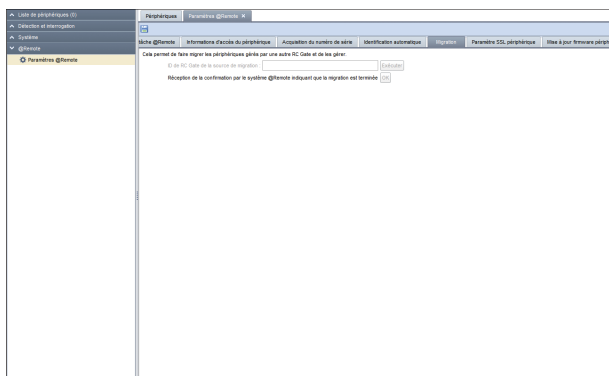 Liste de périphériques (0)
Détection et interrogation
Système
@Remote
Paramètres @Remote
Périphériques
Paramètres @Remote
tâche @Remote
Informations d'accès du périphérique
Acquisition du numéro de série
Identification automatique
Migration
Paramètre SSL périphérique
Mise à jour firmware périph
Cela permet de faire migrer les périphériques gérés par une autre RC Gate et de les gérer.
ID de RC Gate de la source de migration
Exécuter
Réception de la confirmation par le système @Remote indiquant que la migration est terminée
OK